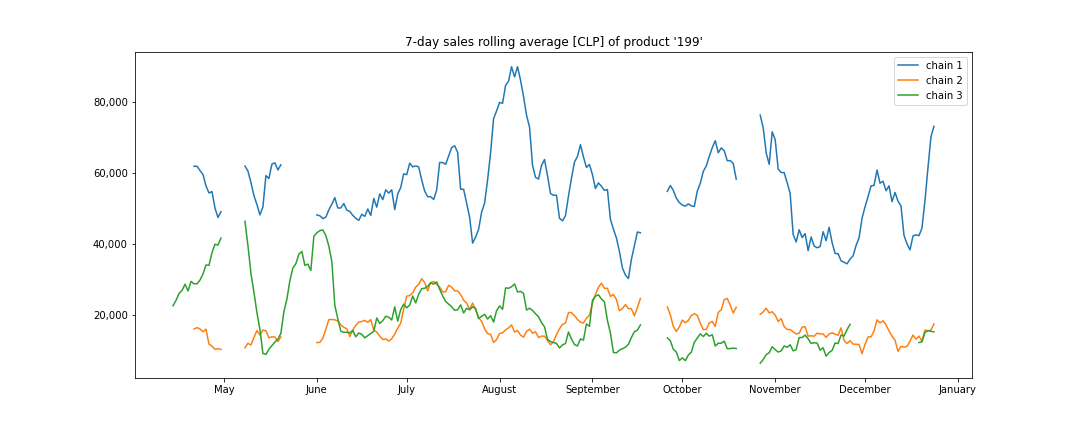 7-day sales rolling average [CLP] of product '199'
chain 1
chain 2
chain 3
80,000
60,000
40,000
20,000
May June July August September October November December January